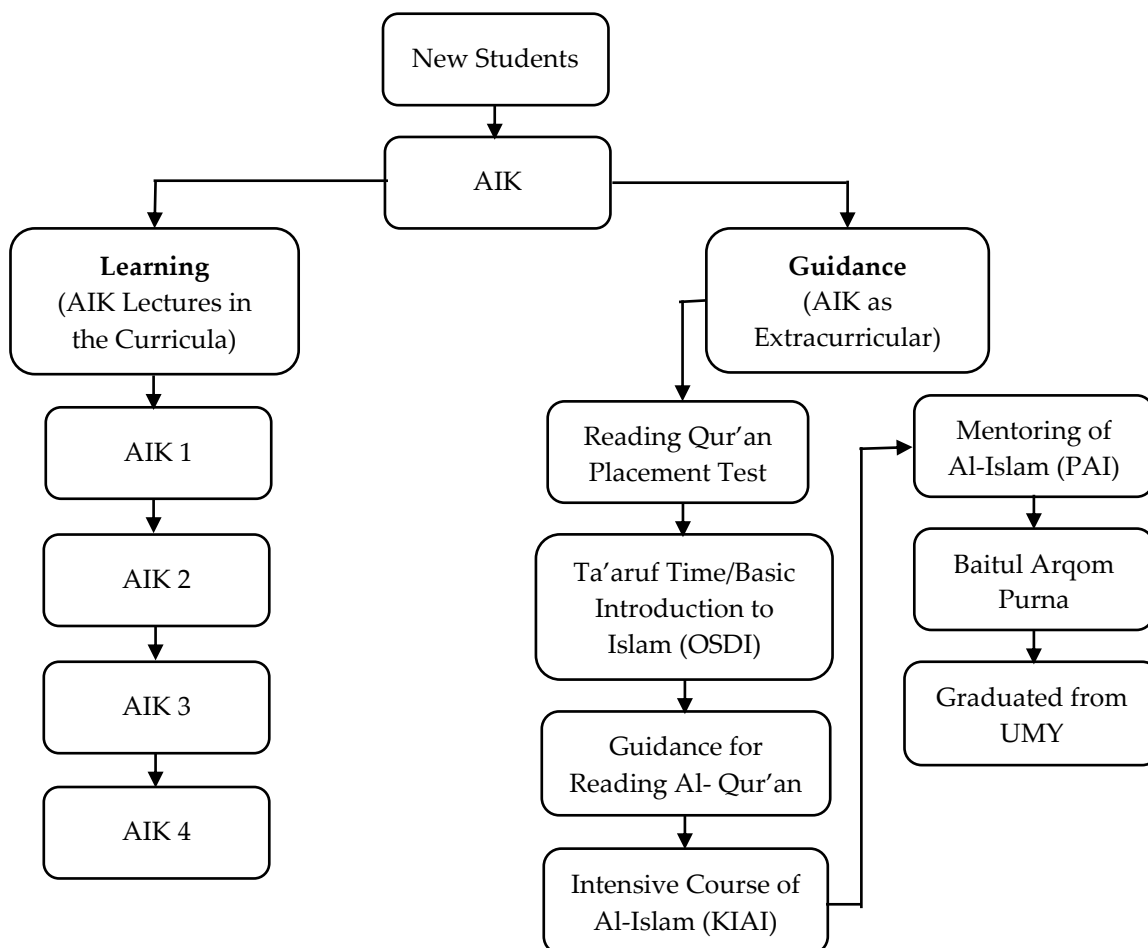 New Students
AIK
Learning
(AIK Lectures in
the Curricula)
AIK 1
AIK 2
AIK 3
AIK 4
Guidance
(AIK as
Extracurricular)
Reading Qur’an
Placement Test
Ta’aruf Time/Basic
Introduction to
Islam (OSDI)
Guidance for
Reading Al- Qur’an
Intensive Course of
Al-Islam (KIAI)
Mentoring of
Al-Islam (PAI)
Baitul Arqom
Purna
Graduated from
UMY